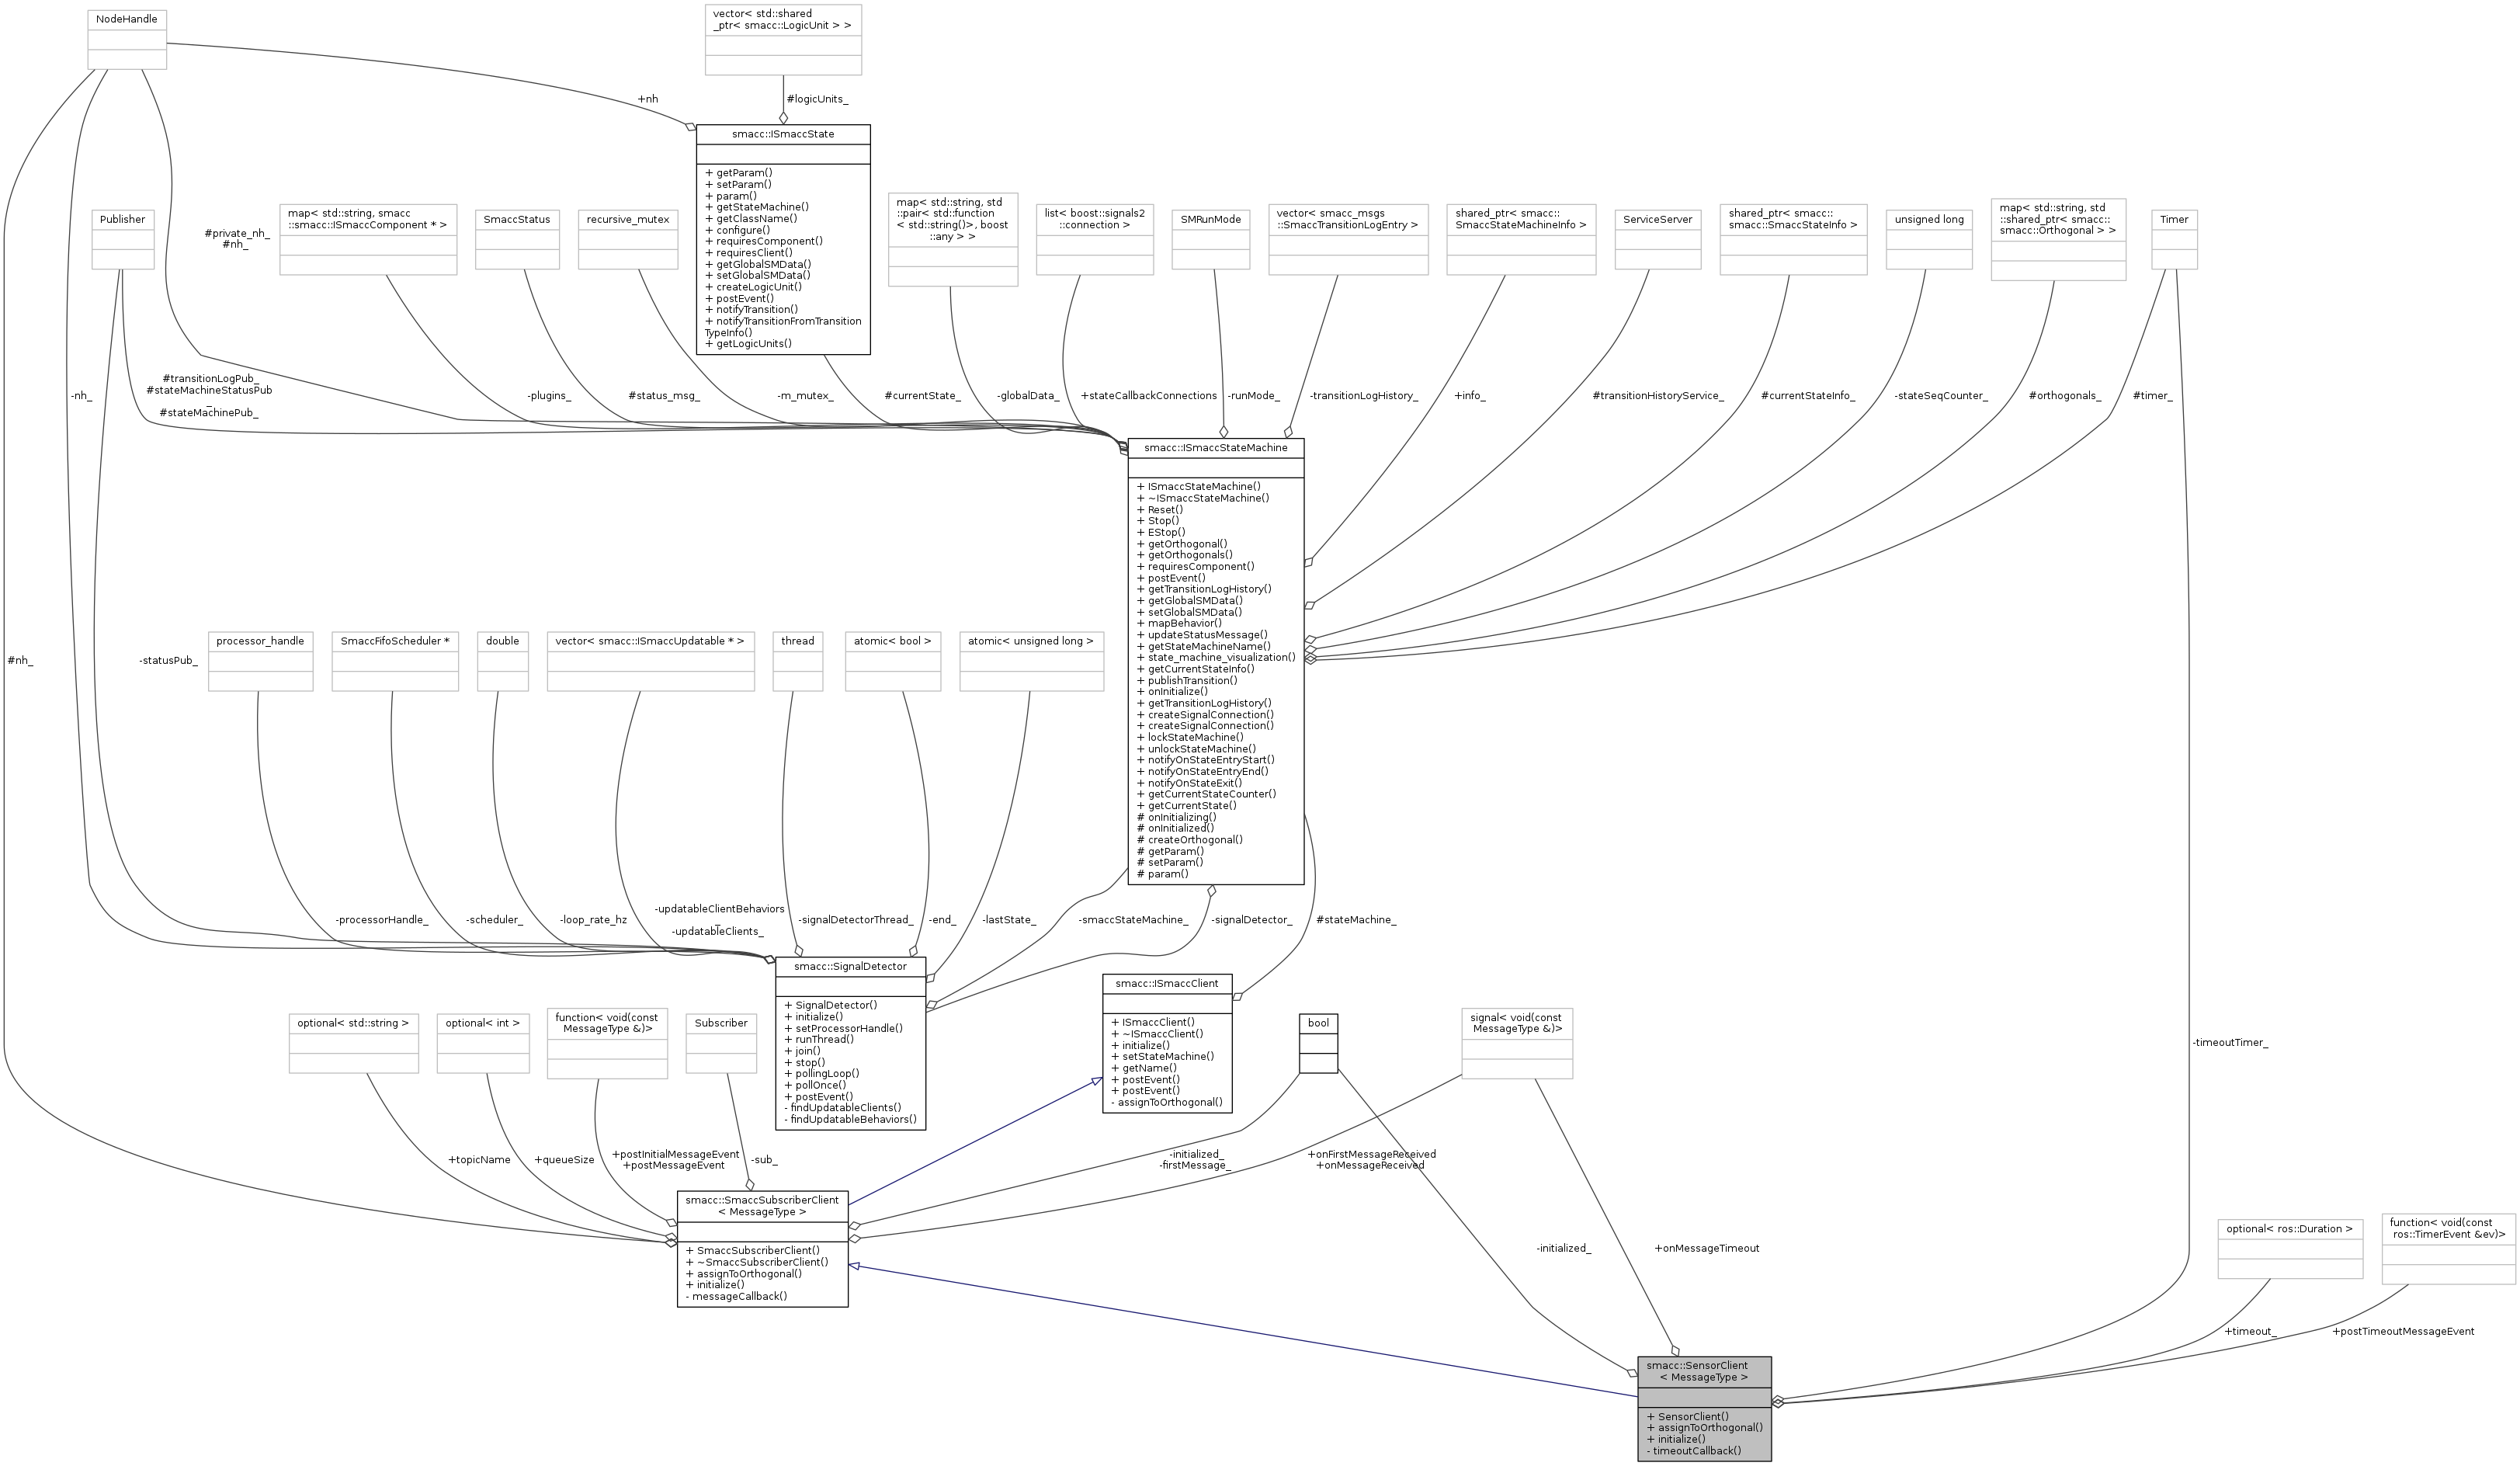 NodeHandle
vector< std::shared
_ptr< smacc::LogicUnit > >
+nh
#logicUnits_
smacc::ISmaccState
+ getParam()
+ setParam()
+ param()
+ getStateMachine()
+ getClassName()
+ configure()
+ requiresComponent()
+ requiresClient()
+ getGlobalSMData()
+ setGlobalSMData()
+ createLogicUnit()
+ postEvent()
+ notifyTransition()
+ notifyTransitionFromTransition
TypeInfo()
+ getLogicUnits()
Publisher
#private_nh_
#nh_
map< std::string, smacc
::smacc::ISmaccComponent * >
SmaccStatus
recursive_mutex
map< std::string, std
::pair< std::function
< std::string()>, boost
::any > >
list< boost::signals2
::connection >
SMRunMode
vector< smacc_msgs
::SmaccTransitionLogEntry >
shared_ptr< smacc::
SmaccStateMachineInfo >
ServiceServer
shared_ptr< smacc::
smacc::SmaccStateInfo >
unsigned long
map< std::string, std
::shared_ptr< smacc::
smacc::Orthogonal > >
Timer
-nh_
#transitionLogPub_
#stateMachineStatusPub
_
#stateMachinePub_
-plugins_
#status_msg_
-m_mutex_
#currentState_
-globalData_
+stateCallbackConnections
-runMode_
-transitionLogHistory_
+info_
#transitionHistoryService_
#currentStateInfo_
-stateSeqCounter_
#orthogonals_
#timer_
smacc::ISmaccStateMachine
+ ISmaccStateMachine()
+ ~ISmaccStateMachine()
+ Reset()
+ Stop()
+ EStop()
+ getOrthogonal()
+ getOrthogonals()
+ requiresComponent()
+ postEvent()
+ getTransitionLogHistory()
+ getGlobalSMData()
+ setGlobalSMData()
+ mapBehavior()
+ updateStatusMessage()
+ getStateMachineName()
+ state_machine_visualization()
+ getCurrentStateInfo()
+ publishTransition()
+ onInitialize()
+ getTransitionLogHistory()
+ createSignalConnection()
+ createSignalConnection()
+ lockStateMachine()
+ unlockStateMachine()
+ notifyOnStateEntryStart()
+ notifyOnStateEntryEnd()
+ notifyOnStateExit()
+ getCurrentStateCounter()
+ getCurrentState()
# onInitializing()
# onInitialized()
# createOrthogonal()
# getParam()
# setParam()
# param()
#nh_
-statusPub_
processor_handle
SmaccFifoScheduler *
double
vector< smacc::ISmaccUpdatable * >
thread
atomic< bool >
atomic< unsigned long >
-processorHandle_
-scheduler_
-loop_rate_hz
-updatableClientBehaviors
_
-updatableClients_
-signalDetectorThread_
-end_
-lastState_
-smaccStateMachine_
-signalDetector_
#stateMachine_
smacc::SignalDetector
+ SignalDetector()
+ initialize()
+ setProcessorHandle()
+ runThread()
+ join()
+ stop()
+ pollingLoop()
+ pollOnce()
+ postEvent()
- findUpdatableClients()
- findUpdatableBehaviors()
smacc::ISmaccClient
+ ISmaccClient()
+ ~ISmaccClient()
+ initialize()
+ setStateMachine()
+ getName()
+ postEvent()
+ postEvent()
- assignToOrthogonal()
optional< std::string >
optional< int >
function< void(const
MessageType &)>
Subscriber
bool
signal< void(const
MessageType &)>
-timeoutTimer_
+topicName
+queueSize
+postInitialMessageEvent
+postMessageEvent
-sub_
-initialized_
-firstMessage_
+onFirstMessageReceived
+onMessageReceived
smacc::SmaccSubscriberClient
< MessageType >
+ SmaccSubscriberClient()
+ ~SmaccSubscriberClient()
+ assignToOrthogonal()
+ initialize()
- messageCallback()
-initialized_
+onMessageTimeout
optional< ros::Duration >
function< void(const
ros::TimerEvent &ev)>
+timeout_
+postTimeoutMessageEvent
smacc::SensorClient
< MessageType >
+ SensorClient()
+ assignToOrthogonal()
+ initialize()
- timeoutCallback()